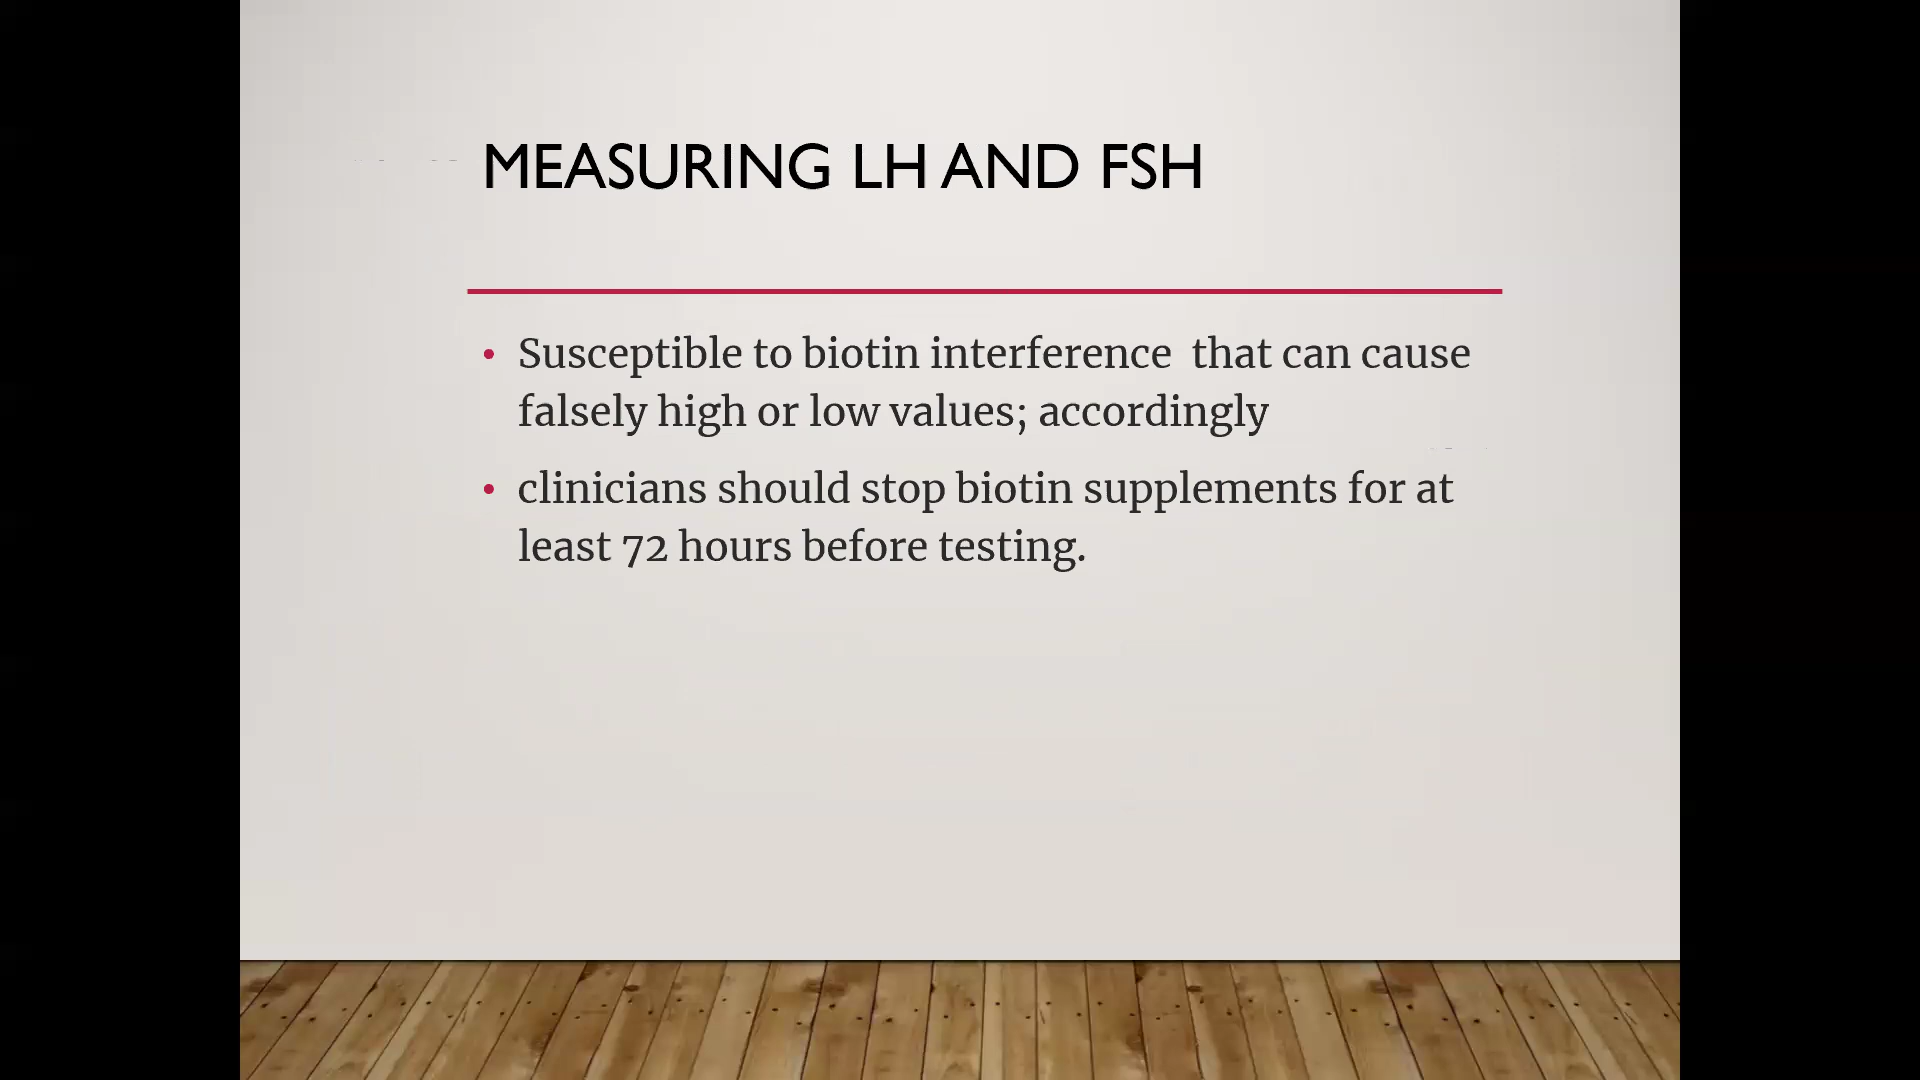 MEASURING LH AND FSH
• Susceptible to biotin interference  that can cause
falsely high or low values; accordingly
• clinicians should stop biotin supplements for at
least 72 hours before testing.